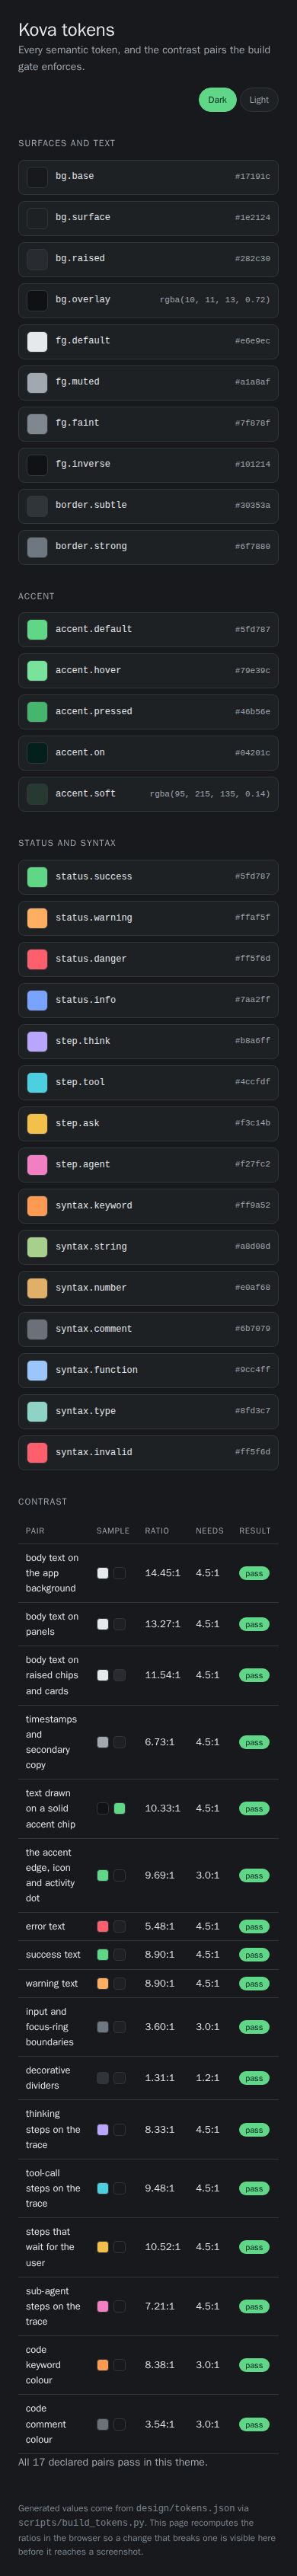 Kova tokens
Every semantic token, and the contrast pairs the build
gate enforces.
Dark Light
SURFACES AND TEXT
bg.base #17191c
bg.surface #1e2124
bg.raised #282c30
bg.overlay rgba(10, 11, 13, 0.72)
fg.default #e6e9ec
fg.muted #a1a8af
fg.faint #7f878f
fg.inverse #101214
border.subtle #30353a
border.strong #6f7880
ACCENT
accent.default #5fd787
accent.hover #79e39c
accent.pressed #46b56e
accent.on #04201c
accent.soft rgba(95, 215, 135, 0.14)
STATUS AND SYNTAX
status.success #5fd787
status.warning #ffaf5f
status.danger #ff5f6d
status.info #7aa2ff
step.think #b8a6ff
step.tool #4ccfdf
step.ask #f3c14b
step.agent #f27fc2
syntax.keyword #ff9a52
syntax.string #a8d08d
syntax.number #e0af68
syntax.comment #6b7079
syntax.function #9cc4ff
syntax.type #8fd3c7
syntax.invalid #ff5f6d
CONTRAST
PAIR SAMPLE RATIO NEEDS RESULT
body text on
the app
background
14.45:1 4.5:1 pass
body text on
panels
13.27:1 4.5:1 pass
body text on
raised chips
and cards
11.54:1 4.5:1 pass
timestamps
and
secondary
copy
6.73:1 4.5:1 pass
text drawn
on a solid
accent chip
10.33:1 4.5:1 pass
the accent
edge, icon
and activity
dot
9.69:1 3.0:1 pass
error text 5.48:1 4.5:1 pass
success text 8.90:1 4.5:1 pass
warning text 8.90:1 4.5:1 pass
input and
focus-ring
boundaries
3.60:1 3.0:1 pass
decorative
dividers
1.31:1 1.2:1 pass
thinking
steps on the
trace
8.33:1 4.5:1 pass
tool-call
steps on the
trace
9.48:1 4.5:1 pass
steps that
wait for the
user
10.52:1 4.5:1 pass
sub-agent
steps on the
trace
7.21:1 4.5:1 pass
code
keyword
colour
8.38:1 3.0:1 pass
code
comment
colour
3.54:1 3.0:1 pass
All 17 declared pairs pass in this theme.
Generated values come from design/tokens.json via
scripts/build_tokens.py. This page recomputes the
ratios in the browser so a change that breaks one is visible here
before it reaches a screenshot.